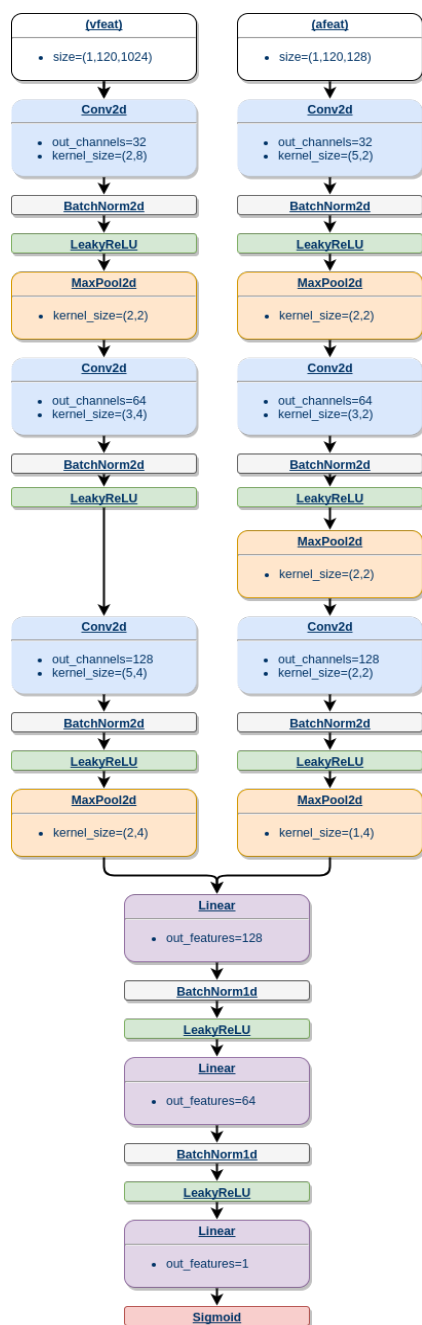 (vfeat)
• size=(1,120,1024)
Conv2d
• out_channels=32
• kernel_size=(2,8)
BatchNorm2d
LeakyReLU
MaxPool2d
• kernel_size=(2,2)
Conv2d
• out_channels=64
• kernel_size=(3,4)
BatchNorm2d
LeakyReLU
Conv2d
• out_channels=128
• kernel_size=(5,4)
BatchNorm2d
LeakyReLU
MaxPool2d
• kernel_size=(2,4)
(afeat)
• size=(1,120,128)
Conv2d
• out_channels=32
• kernel_size=(5,2)
BatchNorm2d
LeakyReLU
MaxPool2d
• kernel_size=(2,2)
Conv2d
• out_channels=64
• kernel_size=(3,2)
BatchNorm2d
LeakyReLU
MaxPool2d
• kernel_size=(2,2)
Conv2d
• out_channels=128
• kernel_size=(2,2)
BatchNorm2d
LeakyReLU
MaxPool2d
• kernel_size=(1,4)
Linear
• out_features=128
BatchNorm1d
LeakyReLU
Linear
• out_features=64
BatchNorm1d
LeakyReLU
Linear
• out_features=1
Sigmoid